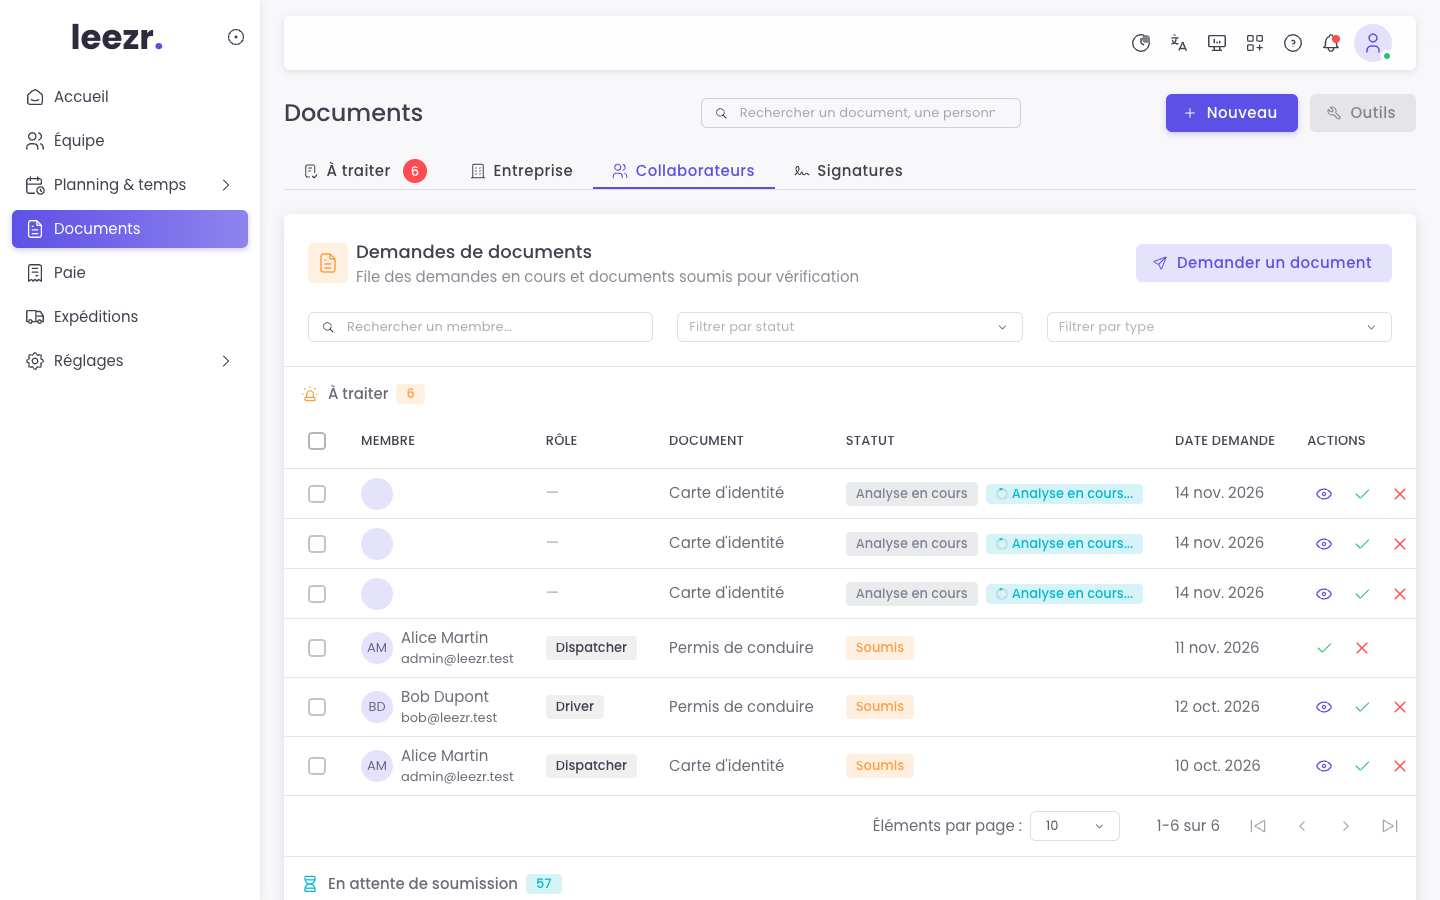 leezr.
Accueil
Équipe
Planning & temps
Documents
Paie
Expéditions
Réglages
Documents
Rechercher un document, une personr
Nouveau
Outils
À traiter 6
Entreprise
Collaborateurs
Signatures
Demandes de documents
File des demandes en cours et documents soumis pour vérification
Demander un document
Rechercher un membre...
Filtrer par statut
Filtrer par type
À traiter 6
MEMBRE RÔLE DOCUMENT STATUT DATE DEMANDE ACTIONS
— Carte d'identité Analyse en cours Analyse en cours... 14 nov. 2026
— Carte d'identité Analyse en cours Analyse en cours... 14 nov. 2026
— Carte d'identité Analyse en cours Analyse en cours... 14 nov. 2026
AM Alice Martin Dispatcher Permis de conduire Soumis 11 nov. 2026
admin@leezr.test
BD Bob Dupont Driver Permis de conduire Soumis 12 oct. 2026
bob@leezr.test
AM Alice Martin Dispatcher Carte d'identité Soumis 10 oct. 2026
admin@leezr.test
Éléments par page : 10 1-6 sur 6
En attente de soumission 57